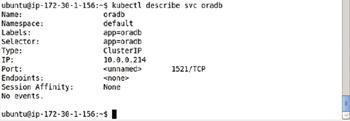 ubuntu@ip-172-30-1-156:~$ kubectl describe svc oradb
Name: oradb
Namespace: default
Labels: app=oradb
Selector: app=oradb
Type: ClusterIP
IP: 10.0.0.214
Port: <unnamed> 1521/TCP
Endpoints: <none>
Session Affinity: None
No events.
ubuntu@ip-172-30-1-156:~$